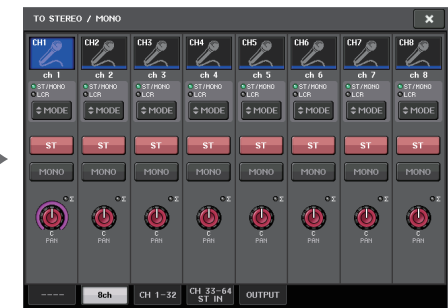 TO STEREO / MONO
CH1 CH2 CH3 CH4 CH5 CH6 CH7 CH8
ch 1 ch 2 ch 3 ch 4 ch 5 ch 6 ch 7 ch 8
ST/MONO ST/MONO ST/MONO ST/MONO ST/MONO ST/MONO ST/MONO ST/MONO
LCR LCR LCR LCR LCR LCR LCR LCR
MODE MODE MODE MODE MODE MODE MODE MODE
ST ST ST ST ST ST ST ST
MONO MONO MONO MONO MONO MONO MONO MONO
Σ Σ Σ Σ Σ Σ Σ Σ
C C C C C C C C
PAN PAN PAN PAN PAN PAN PAN PAN
---- 8ch CH 1-32 CH 33-64 OUTPUT
ST IN